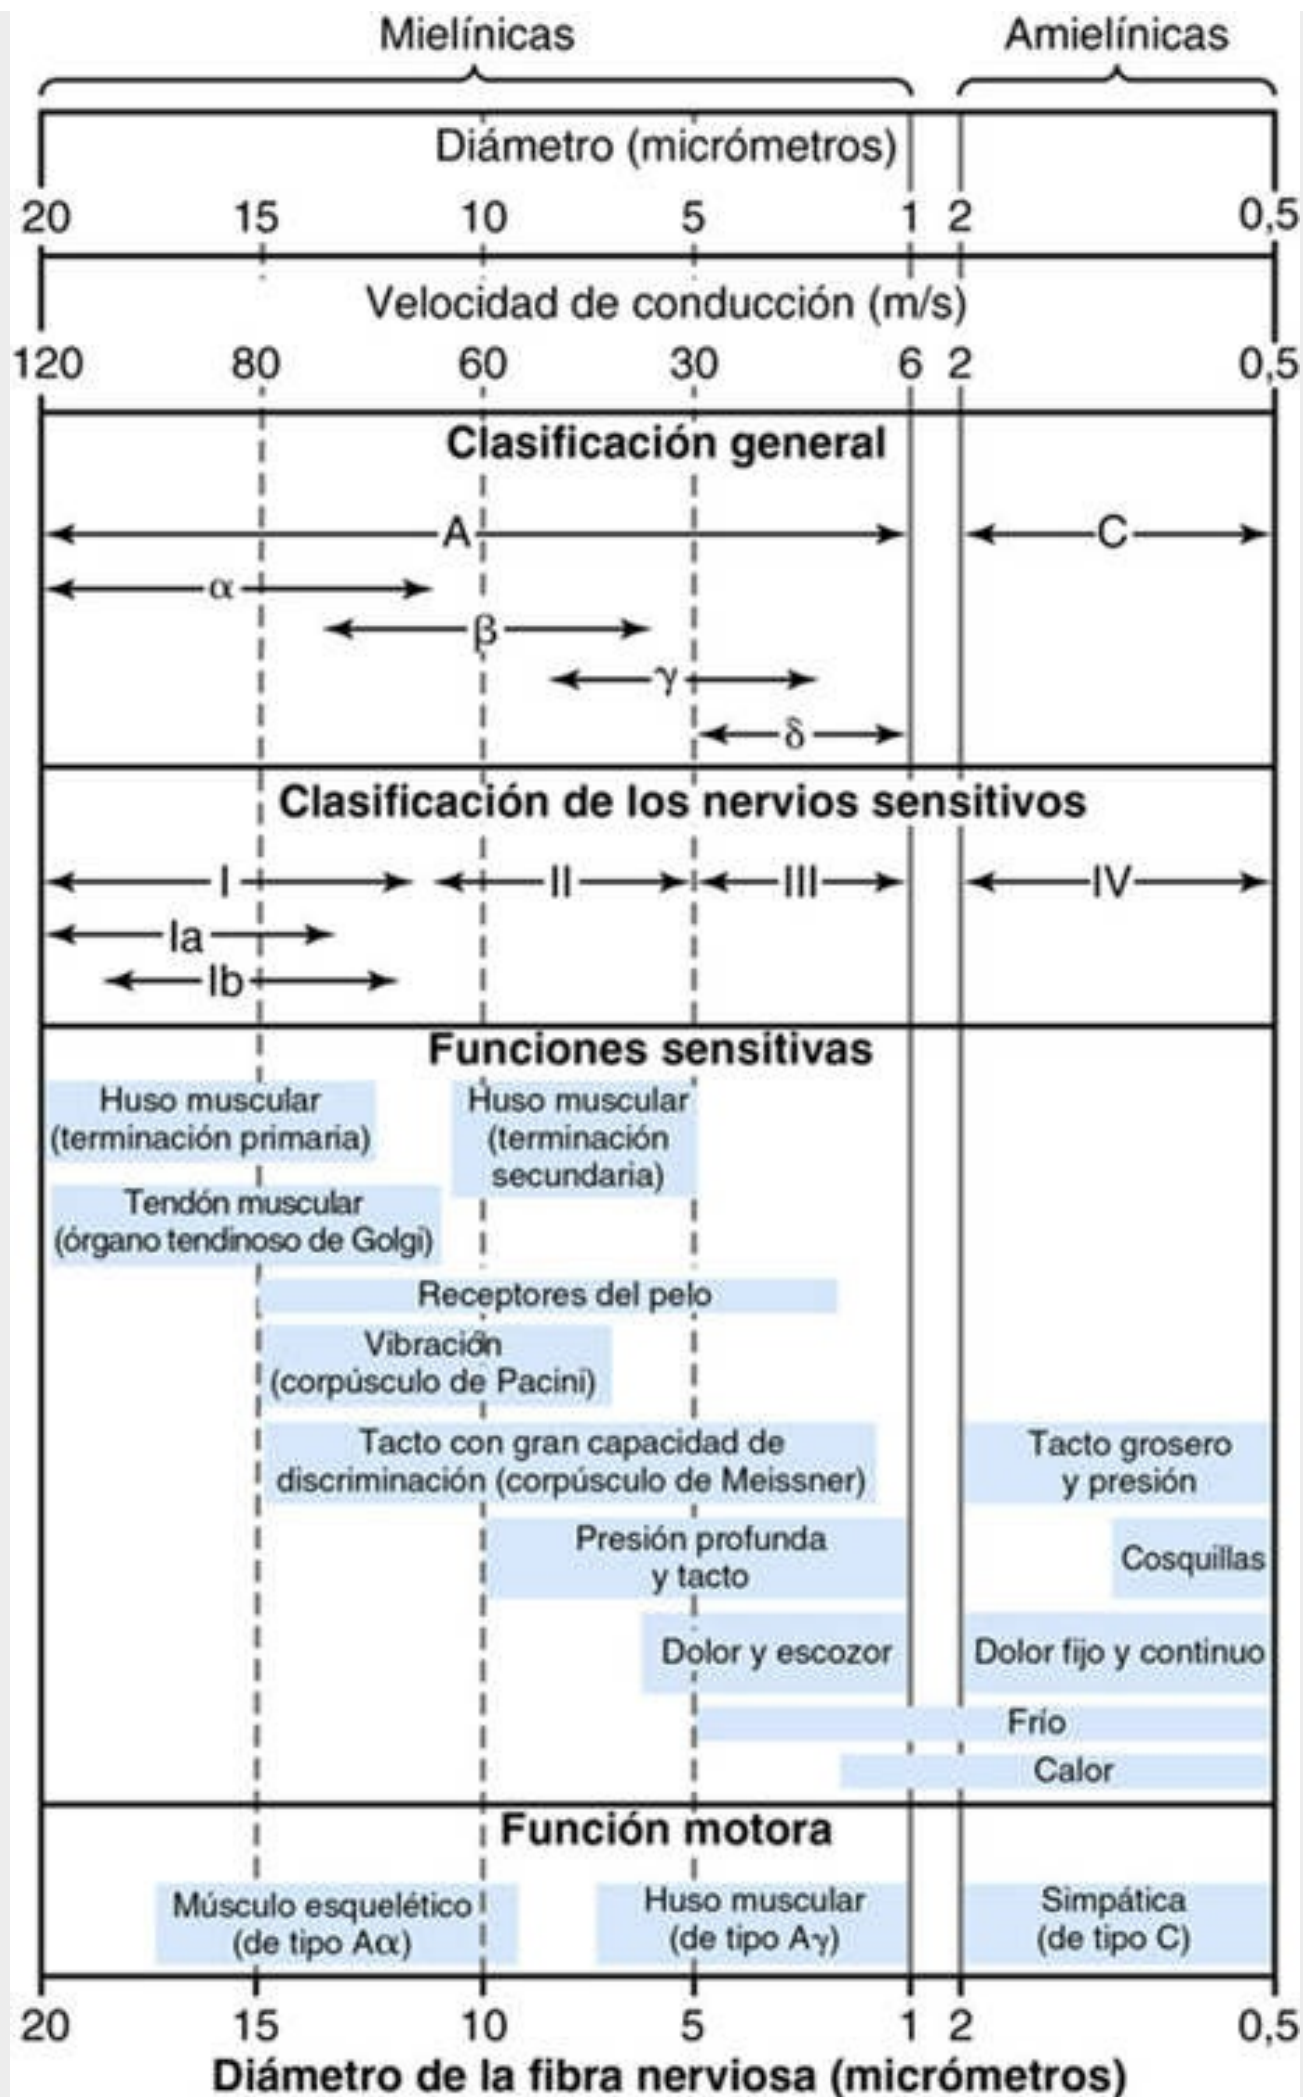 Mielínicas Amielínicas
Diámetro (micrómetros)
20 15 10 5 1 2 0,5
Velocidad de conducción (m/s)
120 80 60 30 6 2 0,5
Clasificación general
A C
α
β
γ
δ
Clasificación de los nervios sensitivos
I II III IV
Ia
Ib
Funciones sensitivas
Huso muscular
(terminación primaria)
Huso muscular
(terminación
secundaria)
Tendón muscular
(órgano tendinoso de Golgi)
Receptores del pelo
Vibración
(corpúsculo de Pacini)
Tacto con gran capacidad de
discriminación (corpúsculo de Meissner)
Tacto grosero
y presión
Presión profunda
y tacto
Cosquillas
Dolor y escozor
Dolor fijo y continuo
Frío
Calor
Función motora
Músculo esquelético
(de tipo Aα)
Huso muscular
(de tipo Aγ)
Simpática
(de tipo C)
20 15 10 5 1 2 0,5
Diámetro de la fibra nerviosa (micrómetros)